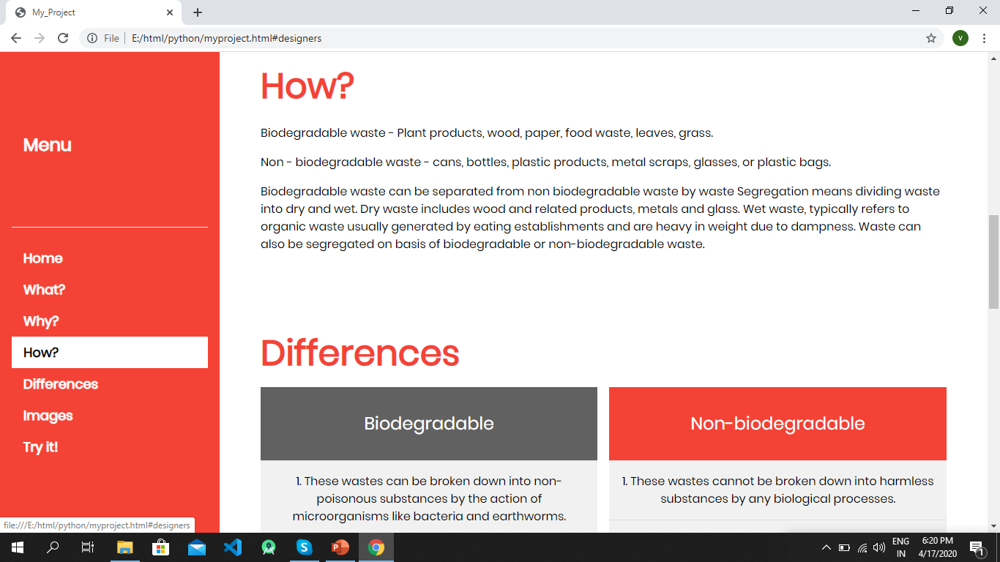 My_Project
File
E:/html/python/myproject.html#designers
V
Menu
Home
What?
Why?
How?
Differences
Images
Try it!
How?
Biodegradable waste - Plant products, wood, paper, food waste, leaves, grass.
Non - biodegradable waste - cans, bottles, plastic products, metal scraps, glasses, or plastic bags.
Biodegradable waste can be separated from non biodegradable waste by waste Segregation means dividing waste
into dry and wet. Dry waste includes wood and related products, metals and glass. Wet waste, typically refers to
organic waste usually generated by eating establishments and are heavy in weight due to dampness. Waste can
also be segregated on basis of biodegradable or non-biodegradable waste.
Differences
Biodegradable
1. These wastes can be broken down into non-
poisonous substances by the action of
microorganisms like bacteria and earthworms.
Non-biodegradable
1. These wastes cannot be broken down into harmless
substances by any biological processes.
file:///E:/html/python/myproject.html#designers
ENG
IN
6:20 PM
4/17/2020
1